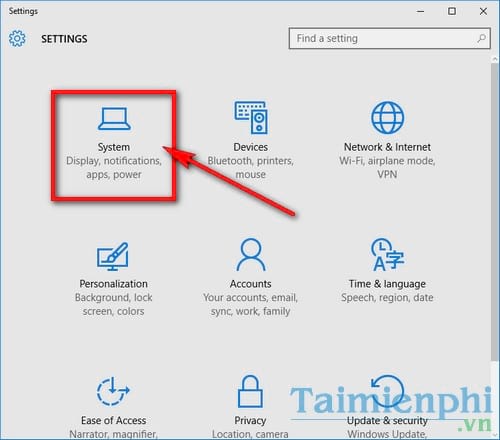 Settings
SETTINGS
Find a setting
System
Display, notifications,
apps, power
Devices
Bluetooth, printers,
mouse
Network & Internet
Wi-Fi, airplane mode,
VPN
Personalization
Background, lock
screen, colors
Accounts
Your accounts, email,
sync, work, family
Time & language
Speech, region, date
Ease of Access
Narrator, magnifier,
Privacy
Location, camera
Update & security
Windows Update,
Taimienphi
.vn